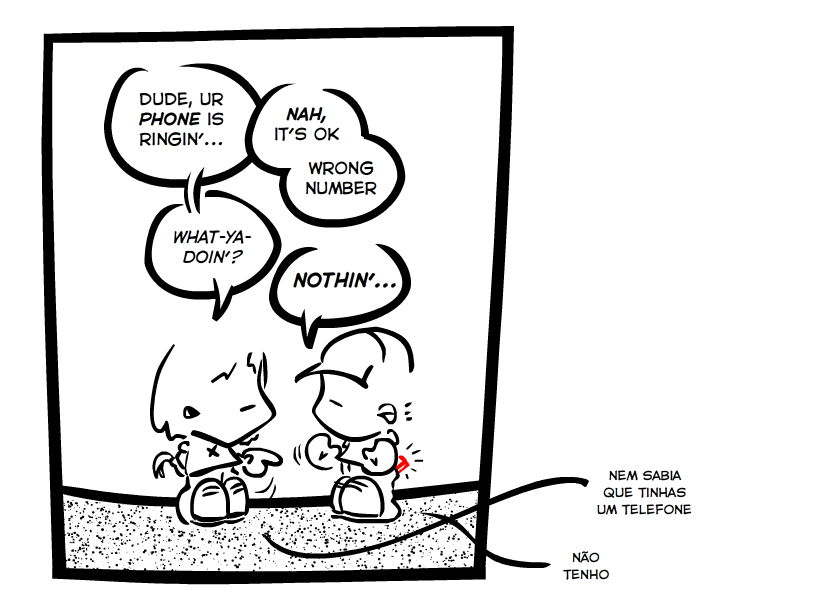 DUDE, UR
PHONE IS
RINGIN'...
NAH,
IT'S OK
WRONG
NUMBER
WHAT-YA-
DOIN'?
NOTHIN'...
NEM SABIA
QUE TINHAS
UM TELEFONE
NÃO
TENHO